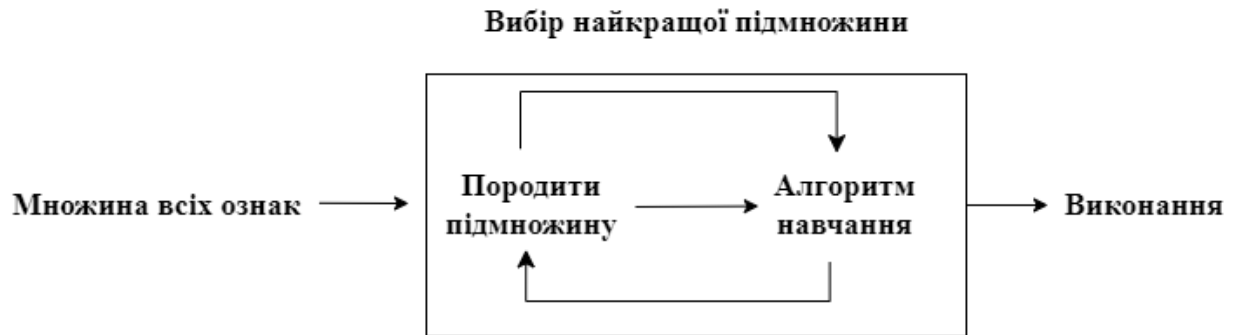 Вибір найкращої підмножини
Множина всіх ознак
Породити
підмножину
Алгоритм
навчання
Виконання